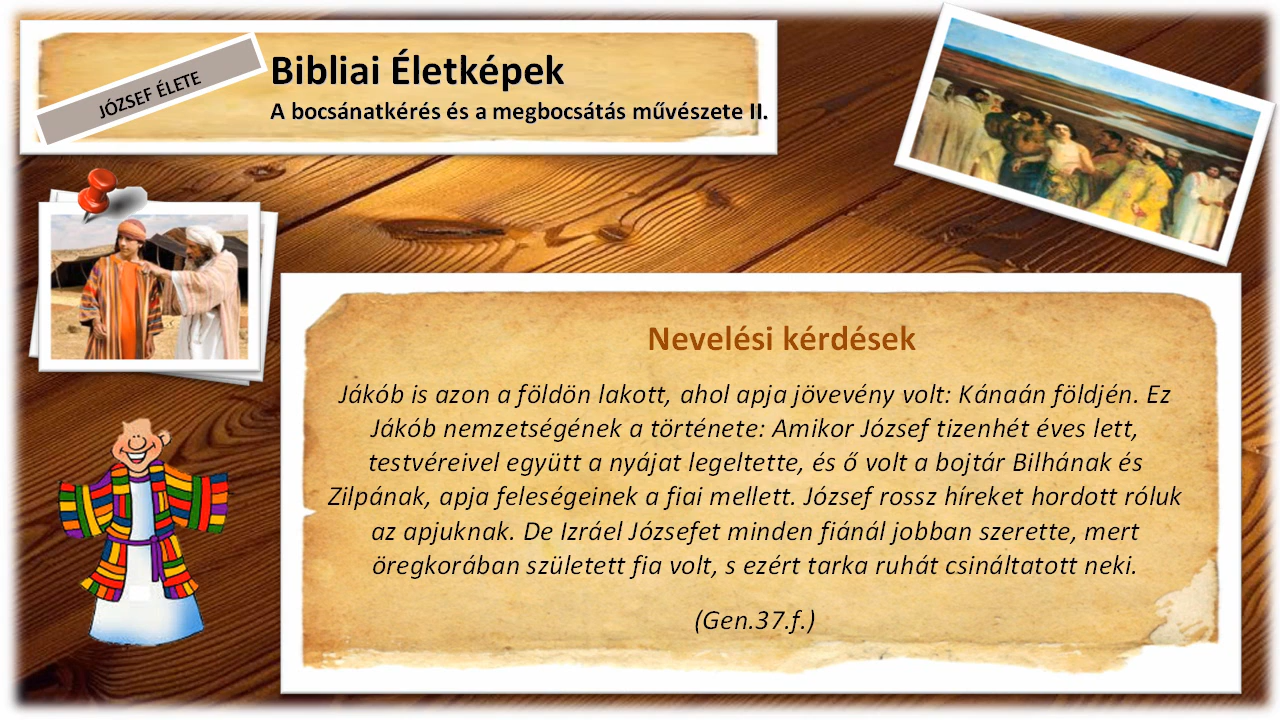 JÓZSEF ÉLETE
Bibliai Életképek
A bocsánatkérés és a megbocsátás művészete II.
Nevelési kérdések
Jákób is azon a földön lakott, ahol apja jövevény volt: Kánaán földjén. Ez
Jákób nemzetségének a története: Amikor József tizenhét éves lett,
testvéreivel együtt a nyájat legeltette, és ő volt a bojtár Bilhának és
Zilpának, apja feleségeinek a fiai mellett. József rossz híreket hordott róluk
az apjuknak. De Izráel Józsefet minden fiánál jobban szerette, mert
öregkorában született fia volt, s ezért tarka ruhát csináltatott neki.
(Gen.37.f.)